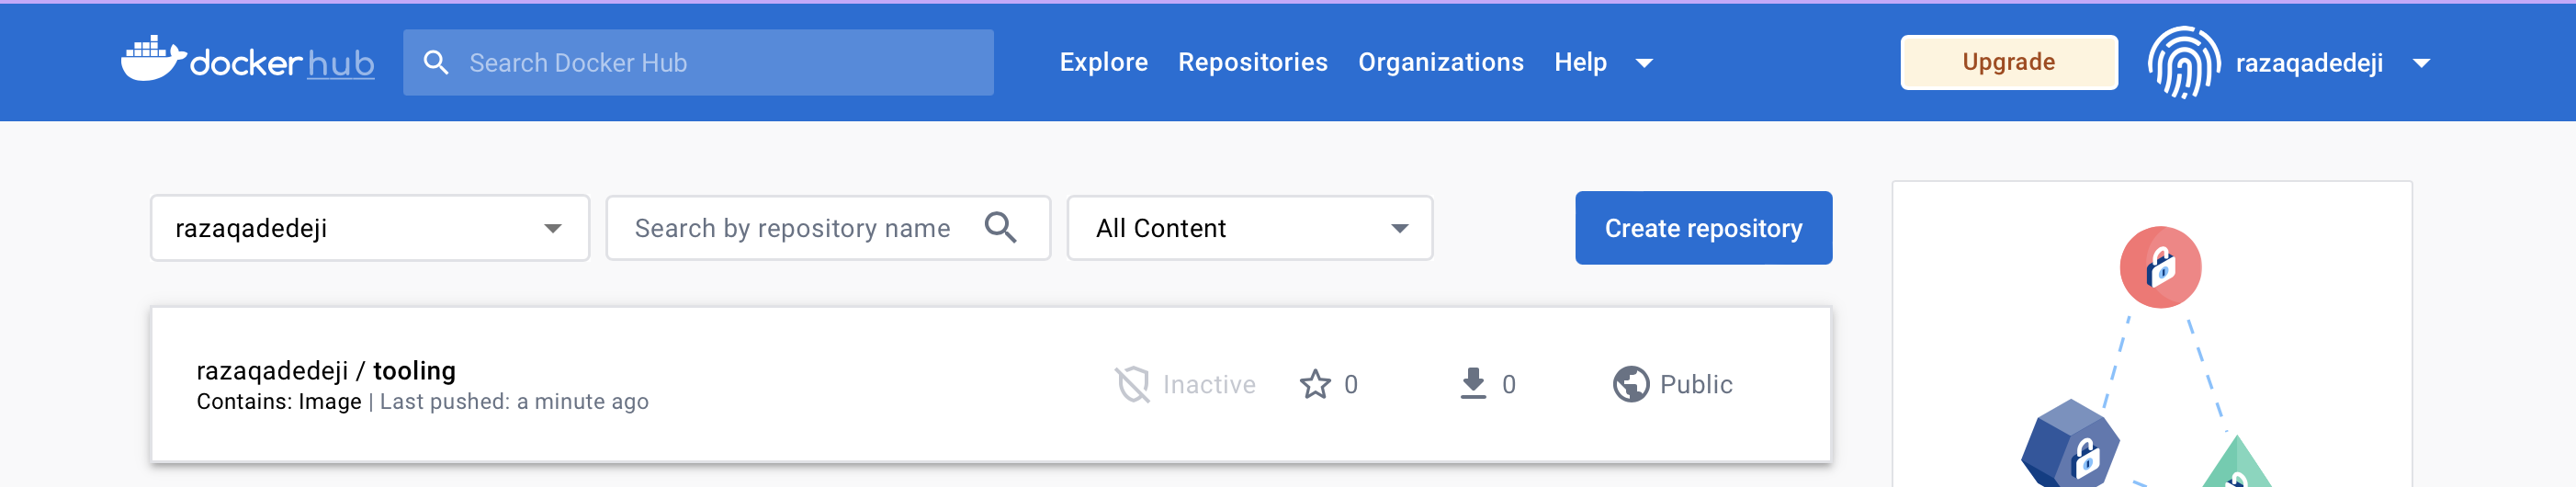 docker hub
Search Docker Hub
Explore Repositories Organizations Help
Upgrade
razaqadedeji
razaqadedeji
Search by repository name
All Content
Create repository
razaqadedeji / tooling
Contains: Image | Last pushed: a minute ago
Inactive
0
0
Public